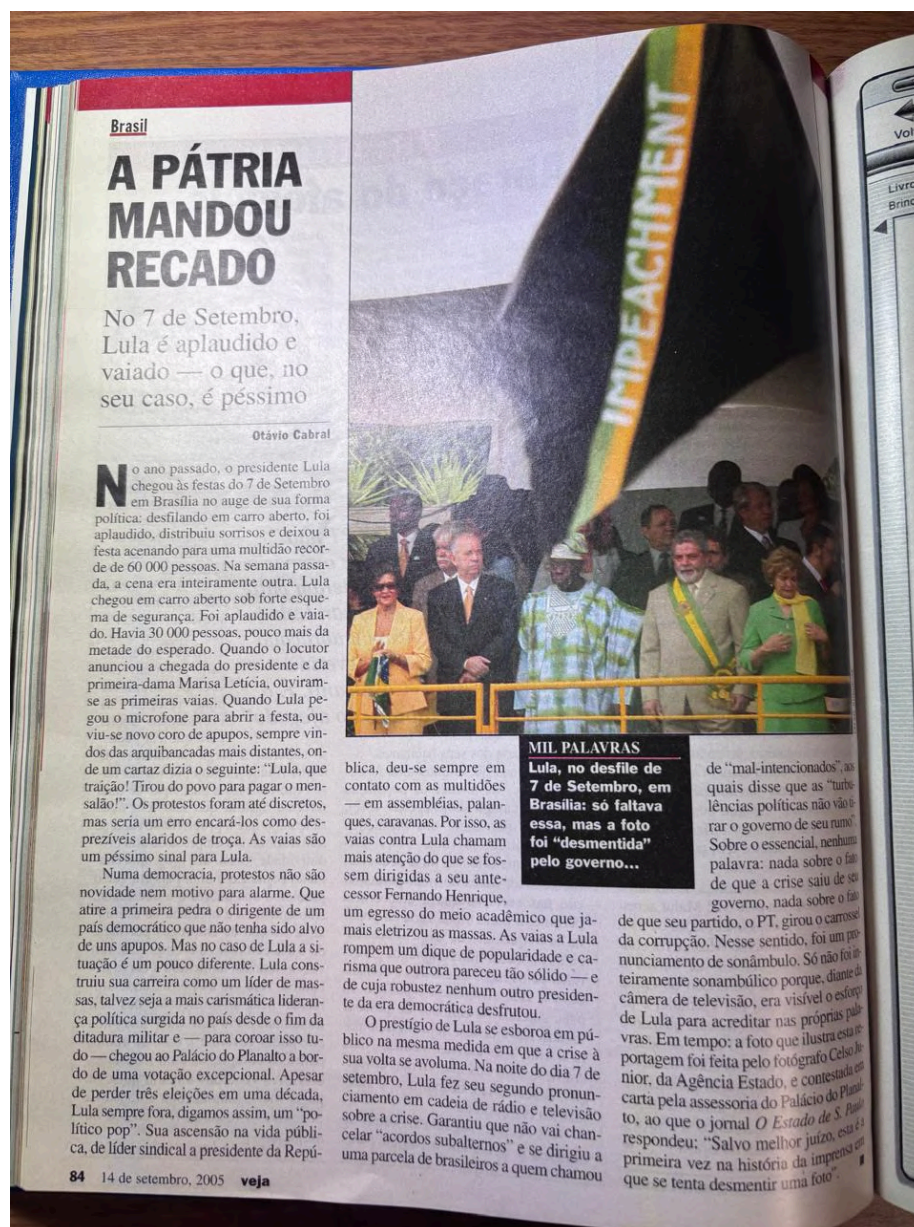 Brasil
A PÁTRIA
MANDOU
RECADO
No 7 de Setembro,
Lula é aplaudido e
vaiado — o que, no
seu caso, é péssimo
Otávio Cabral
No ano passado, o presidente Lula
chegou às festas do 7 de Setembro
em Brasília no auge de sua forma
política: desfilando em carro aberto, foi
aplaudido, distribuiu sorrisos e deixou a
festa acenando para uma multidão recor-
de de 60 000 pessoas. Na semana passa-
da, a cena era inteiramente outra. Lula
chegou em carro aberto sob forte esque-
ma de segurança. Foi aplaudido e vaia-
do. Havia 30 000 pessoas, pouco mais da
metade do esperado. Quando o locutor
anunciou a chegada do presidente e da
primeira-dama Marisa Letícia, ouviram-
se as primeiras vaias. Quando Lula pe-
gou o microfone para abrir a festa, ou-
viu-se novo coro de apupos, sempre vin-
dos das arquibancadas mais distantes, on-
de um cartaz dizia o seguinte: “Lula, que
traição! Tirou do povo para pagar o men-
salão!”. Os protestos foram até discretos,
mas seria um erro encará-los como des-
prezíveis alaridos de troça. As vaias são
um péssimo sinal para Lula.
Numa democracia, protestos não são
novidade nem motivo para alarme. Que
atire a primeira pedra o dirigente de um
país democrático que não tenha sido alvo
de uns apupos. Mas no caso de Lula a si-
tuação é um pouco diferente. Lula cons-
truiu sua carreira como um líder de mas-
sas, talvez seja a mais carismática lideran-
ça política surgida no país desde o fim da
ditadura militar e — para coroar isso tu-
do — chegou ao Palácio do Planalto a bor-
do de uma votação excepcional. Apesar
de perder três eleições em uma década,
Lula sempre fora, digamos assim, um “po-
lítico pop”. Sua ascensão na vida públi-
ca, de líder sindical a presidente da Repú-
blica, deu-se sempre em
contato com as multidões
— em assembléias, palan-
ques, caravanas. Por isso, as
vaias contra Lula chamam
mais atenção do que se fos-
sem dirigidas a seu ante-
cessor Fernando Henrique,
um egresso do meio acadêmico que ja-
mais eletrizou as massas. As vaias a Lula
rompem um dique de popularidade e ca-
risma que outrora pareceu tão sólido — e
de cuja robustez nenhum outro presiden-
te da era democrática desfrutou.
O prestígio de Lula se esboroa em pú-
blico na mesma medida em que a crise à
sua volta se avoluma. Na noite do dia 7 de
setembro, Lula fez seu segundo pronun-
ciamento em cadeia de rádio e televisão
sobre a crise. Garantiu que não vai chan-
celar “acordos subalternos” e se dirigiu a
uma parcela de brasileiros a quem chamou
de “mal-intencionados”, aos
quais disse que as “turbu-
lências políticas não vão ti-
rar o governo de seu rumo”.
Sobre o essencial, nenhuma
palavra: nada sobre o fato
de que a crise saiu de seu
governo, nada sobre o fato
de que seu partido, o PT, girou o carrossel
da corrupção. Nesse sentido, foi um pro-
nunciamento de sonâmbulo. Só não foi in-
teiramente sonambúlico porque, diante da
câmera de televisão, era visível o esforço
de Lula para acreditar nas próprias pala-
vras. Em tempo: a foto que ilustra esta re-
portagem foi feita pelo fotógrafo Celso Ju-
nior, da Agência Estado, e contestada em
carta pela assessoria do Palácio do Planal-
to, ao que o jornal O Estado de S. Paulo
respondeu: “Salvo melhor juízo, esta é a
primeira vez na história da imprensa em
que se tenta desmentir uma foto”.
IMPEACHMENT
MIL PALAVRAS
Lula, no desfile de
7 de Setembro, em
Brasília: só faltava
essa, mas a foto
foi “desmentida”
pelo governo...
84 14 de setembro, 2005 veja